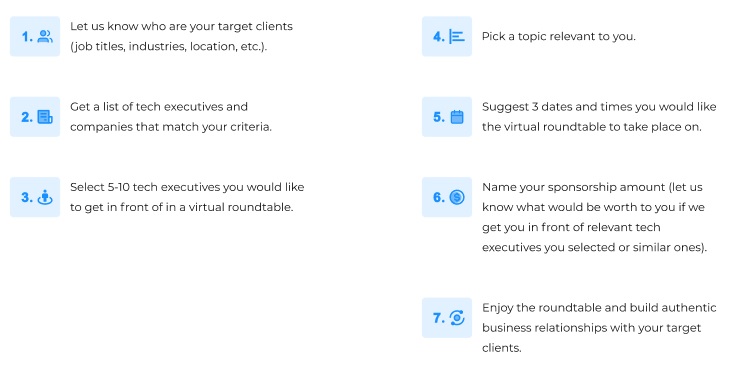 1.
Let us know who are your target clients
(job titles, industries, location, etc.).
2.
Get a list of tech executives and
companies that match your criteria.
3.
Select 5-10 tech executives you would like
to get in front of in a virtual roundtable.
4.
Pick a topic relevant to you.
5.
Suggest 3 dates and times you would like
the virtual roundtable to take place on.
6.
Name your sponsorship amount (let us
know what would be worth to you if we
get you in front of relevant tech
executives you selected or similar ones).
7.
Enjoy the roundtable and build authentic
business relationships with your target
clients.